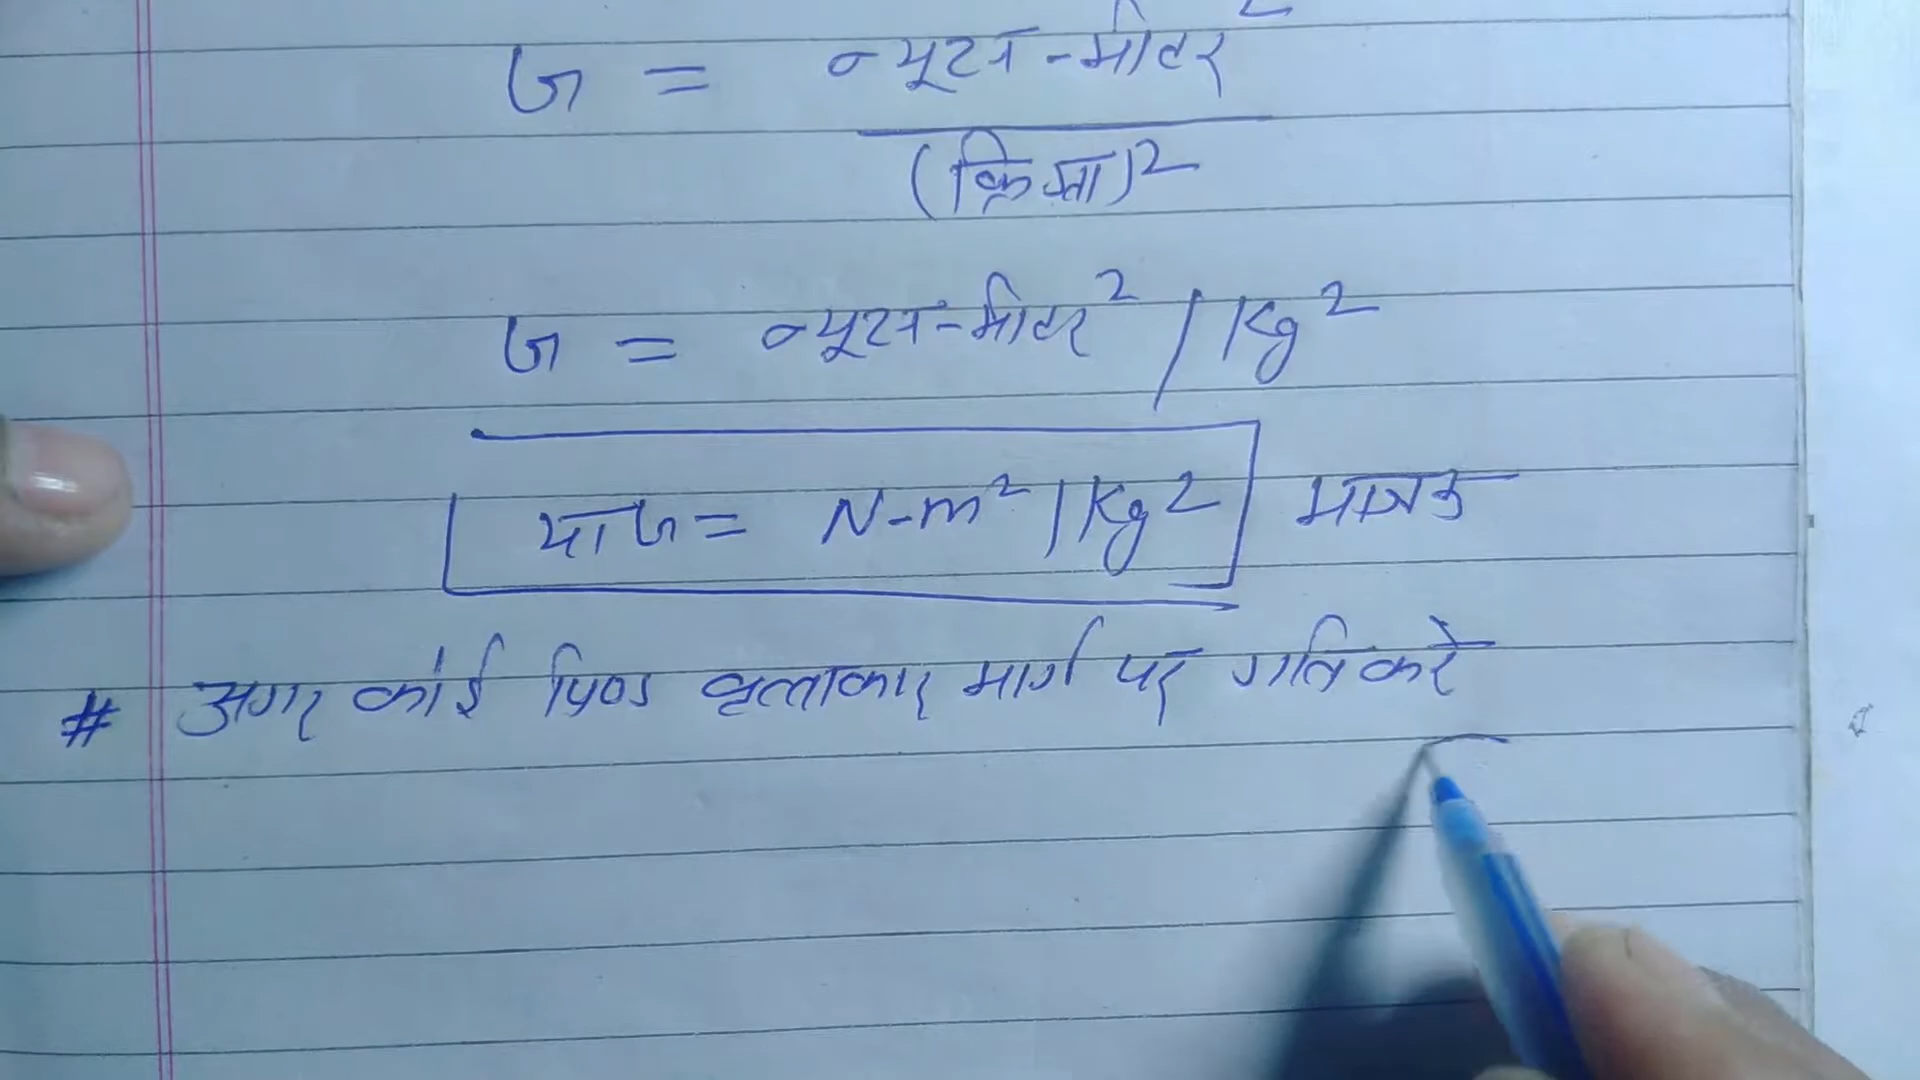 G = न्यूटन-मीटर²
(किग्रा)²
G = न्यूटन-मीटर² / Kg²
या G = N-m² / Kg² मात्रक
# अगर कोई पिण्ड वृत्ताकार मार्ग पर गति करे